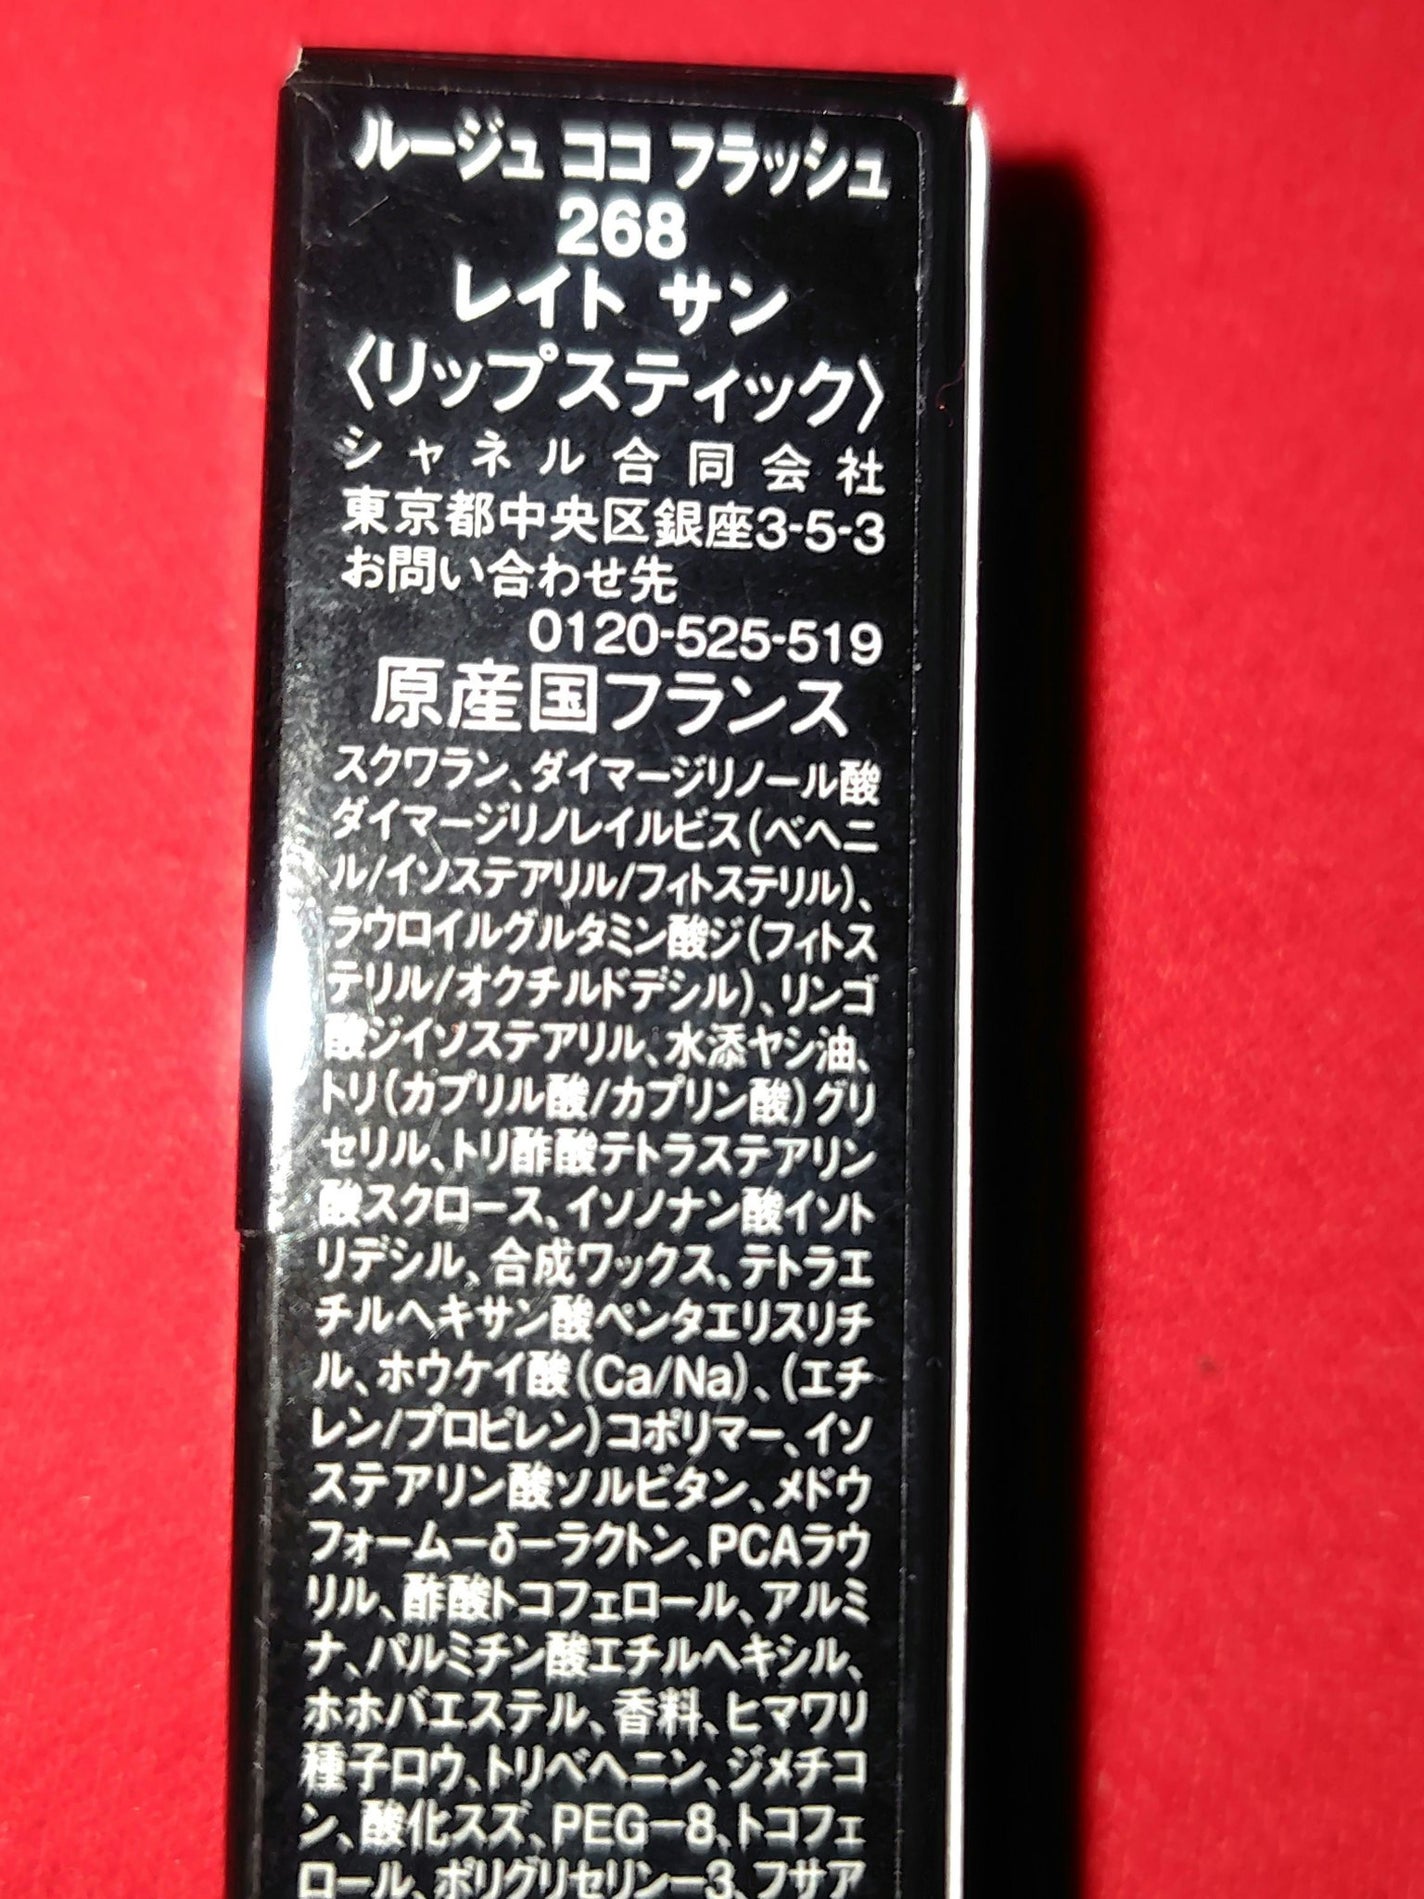 ルージュ ココ フラッシュ
268
レイト サン
〈リップスティック〉
シャネル合同会社
東京都中央区銀座3-5-3
お問い合わせ先
0120-525-519
原産国フランス
スクワラン、ダイマージリノール酸
ダイマージリノレイルビス(ベヘニ
ル/イソステアリル/フィトステリル)、
ラウロイルグルタミン酸ジ(フィトス
テリル/オクチルドデシル)、リンゴ
酸ジイソステアリル、水添ヤシ油、
トリ(カプリル酸/カプリン酸)グリ
セリル、トリ酢酸テトラステアリン
酸スクロース、イソノナン酸イソト
リデシル、合成ワックス、テトラエ
チルヘキサン酸ペンタエリスリチ
ル、ホウケイ酸(Ca/Na)、(エチ
レン/プロピレン)コポリマー、イソ
ステアリン酸ソルビタン、メドウ
フォーム－δ－ラクトン、PCAラウ
リル、酢酸トコフェロール、アルミ
ナ、パルミチン酸エチルヘキシル、
ホホバエステル、香料、ヒマワリ
種子ロウ、トリベヘニン、ジメチコ
ン、酸化スズ、PEG－8、トコフェ
ロール、ポリグリセリン－3、フサア